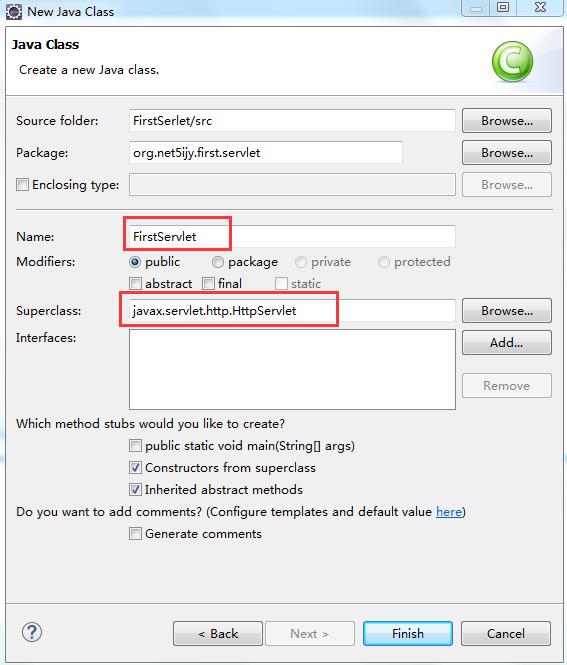 New Java Class
Java Class
Create a new Java class.
C
Source folder: FirstSerlet/src Browse...
Package: org.net5ijy.first.servlet Browse...
Enclosing type: Browse...
Name: FirstServlet
Modifiers: public package private protected
abstract final static
Superclass: javax.servlet.http.HttpServlet Browse...
Interfaces: Add...
Remove
Which method stubs would you like to create?
public static void main(String[] args)
Constructors from superclass
Inherited abstract methods
Do you want to add comments? (Configure templates and default value here)
Generate comments
? < Back Next > Finish Cancel